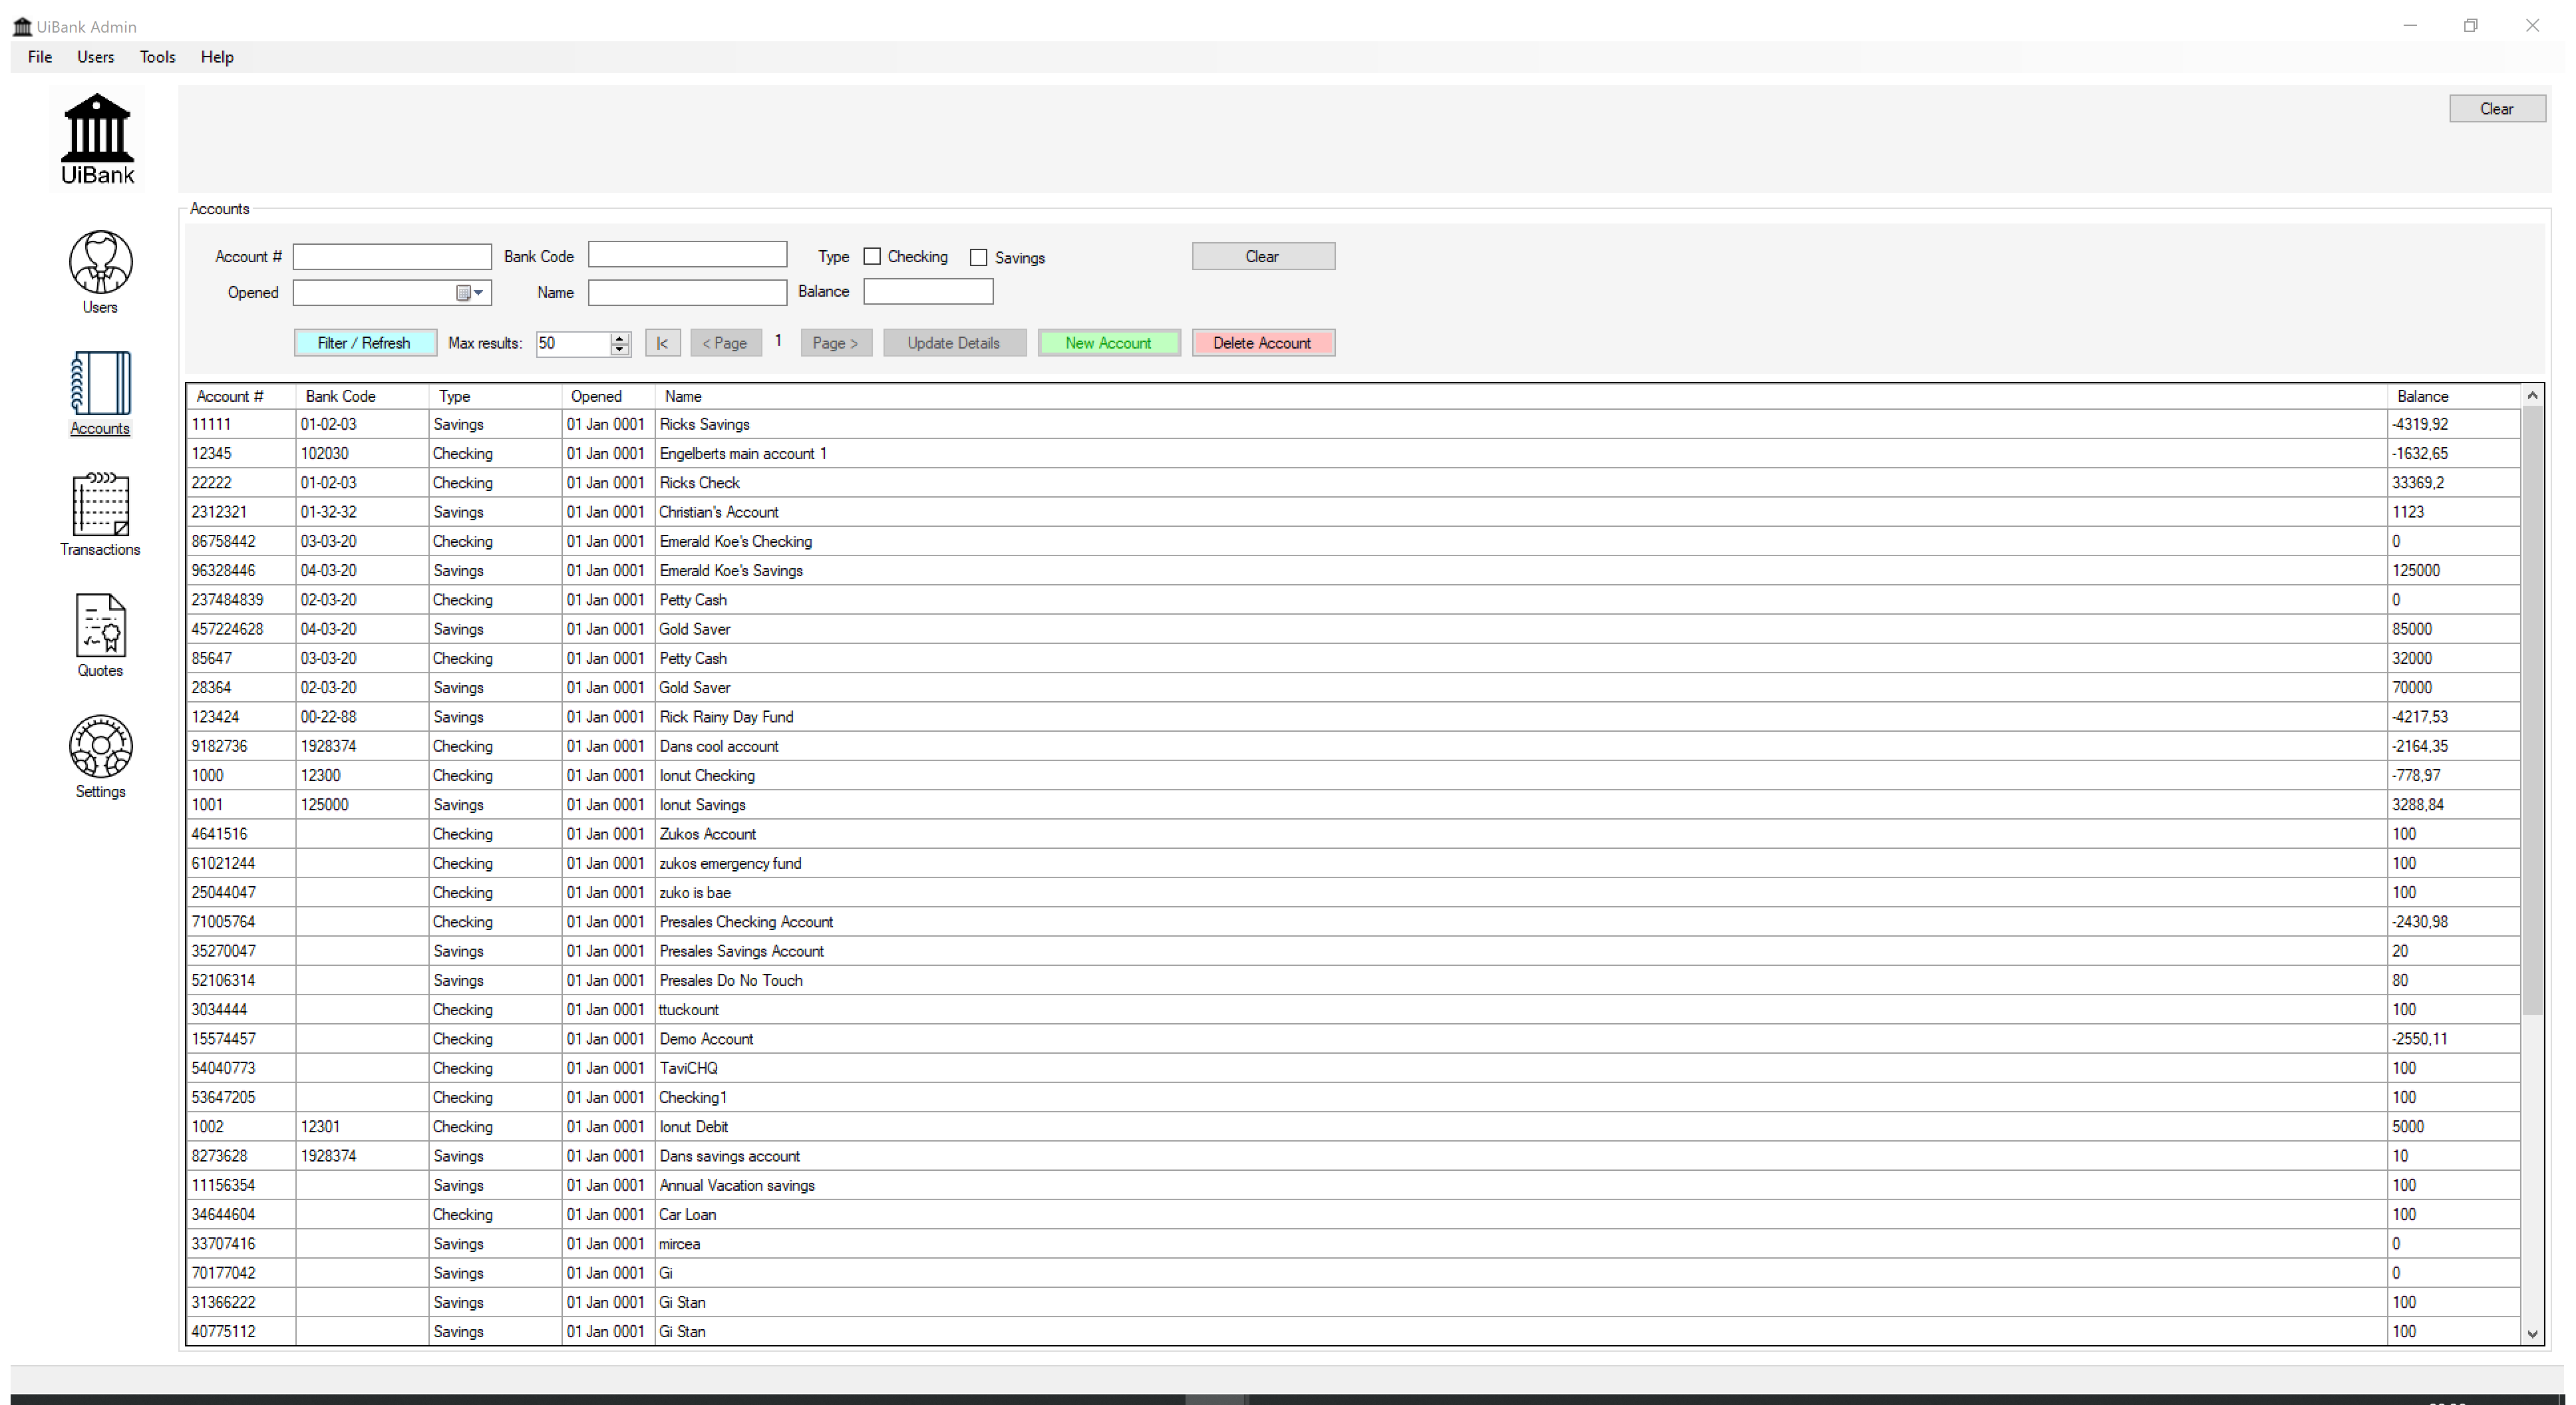 UiBank Admin
File Users Tools Help
Clear
UiBank
Accounts
Account # Bank Code Type Checking Savings Clear
Opened Name Balance
Users
Filter / Refresh Max results: 50 |< < Page 1 Page > Update Details New Account Delete Account
Accounts
Transactions
Quotes
Settings
Account # Bank Code Type Opened Name Balance
11111 01-02-03 Savings 01 Jan 0001 Ricks Savings -4319,92
12345 102030 Checking 01 Jan 0001 Engelberts main account 1 -1632,65
22222 01-02-03 Checking 01 Jan 0001 Ricks Check 33369,2
2312321 01-32-32 Savings 01 Jan 0001 Christian's Account 1123
86758442 03-03-20 Checking 01 Jan 0001 Emerald Koe's Checking 0
96328446 04-03-20 Savings 01 Jan 0001 Emerald Koe's Savings 125000
237484839 02-03-20 Checking 01 Jan 0001 Petty Cash 0
457224628 04-03-20 Savings 01 Jan 0001 Gold Saver 85000
85647 03-03-20 Checking 01 Jan 0001 Petty Cash 32000
28364 02-03-20 Savings 01 Jan 0001 Gold Saver 70000
123424 00-22-88 Savings 01 Jan 0001 Rick Rainy Day Fund -4217,53
9182736 1928374 Checking 01 Jan 0001 Dans cool account -2164,35
1000 12300 Checking 01 Jan 0001 Ionut Checking -778,97
1001 125000 Savings 01 Jan 0001 Ionut Savings 3288,84
4641516 Checking 01 Jan 0001 Zukos Account 100
61021244 Checking 01 Jan 0001 zukos emergency fund 100
25044047 Checking 01 Jan 0001 zuko is bae 100
71005764 Checking 01 Jan 0001 Presales Checking Account -2430,98
35270047 Savings 01 Jan 0001 Presales Savings Account 20
52106314 Savings 01 Jan 0001 Presales Do No Touch 80
3034444 Checking 01 Jan 0001 ttuckount 100
15574457 Checking 01 Jan 0001 Demo Account -2550,11
54040773 Checking 01 Jan 0001 TaviCHQ 100
53647205 Checking 01 Jan 0001 Checking1 100
1002 12301 Checking 01 Jan 0001 Ionut Debit 5000
8273628 1928374 Savings 01 Jan 0001 Dans savings account 10
11156354 Savings 01 Jan 0001 Annual Vacation savings 100
34644604 Checking 01 Jan 0001 Car Loan 100
33707416 Savings 01 Jan 0001 mircea 0
70177042 Savings 01 Jan 0001 Gi 0
31366222 Savings 01 Jan 0001 Gi Stan 100
40775112 Savings 01 Jan 0001 Gi Stan 100